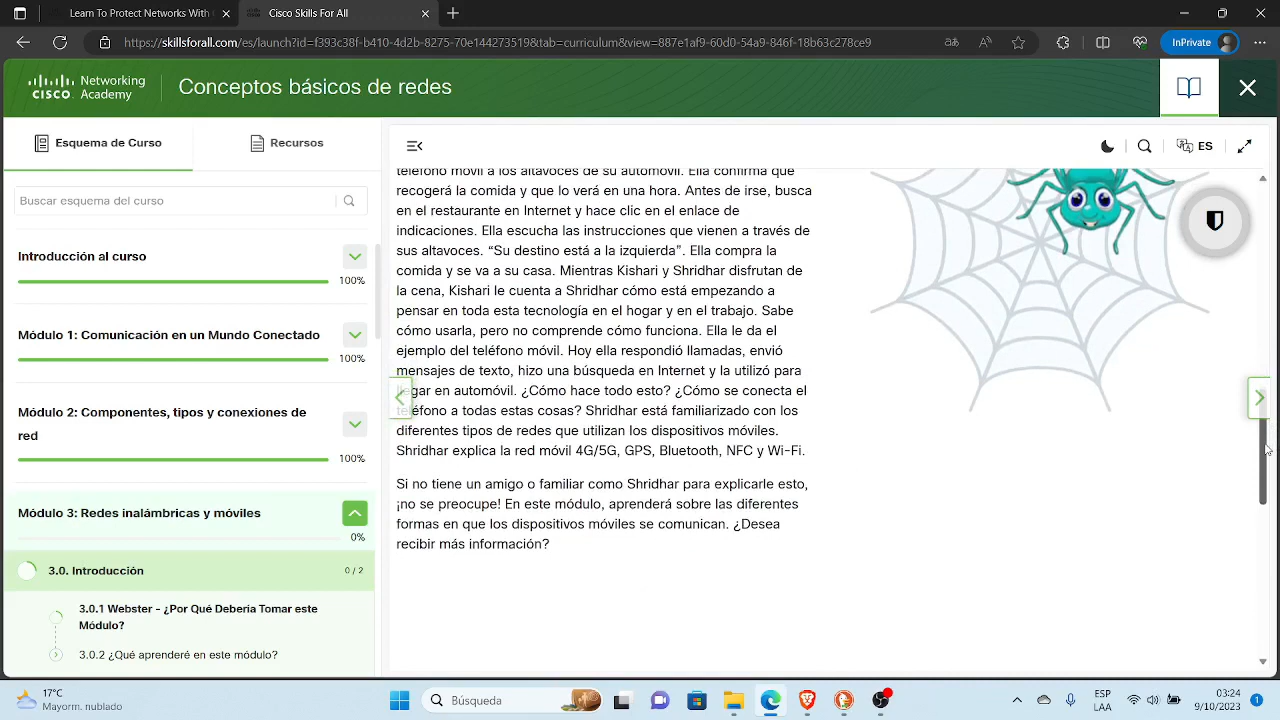 Learn To Protect Networks With
Cisco Skills For All
https://skillsforall.com/es/launch?id=f393c38f-b410-4d2b-8275-70ea44273519&tab=curriculum&view=887e1af9-60d0-54a9-846f-18b63c278ce9
InPrivate
CISCO
Networking
Academy
Conceptos básicos de redes
Esquema de Curso
Recursos
ES
Buscar esquema del curso
Introducción al curso
100%
Módulo 1: Comunicación en un Mundo Conectado
100%
Módulo 2: Componentes, tipos y conexiones de
red
100%
Módulo 3: Redes inalámbricas y móviles
0%
3.0. Introducción
0 / 2
3.0.1 Webster - ¿Por Qué Debería Tomar este
Módulo?
3.0.2 ¿Qué aprenderé en este módulo?
teléfono móvil a los altavoces de su automóvil. Ella confirma que
recogerá la comida y que lo verá en una hora. Antes de irse, busca
en el restaurante en Internet y hace clic en el enlace de
indicaciones. Ella escucha las instrucciones que vienen a través de
sus altavoces. “Su destino está a la izquierda”. Ella compra la
comida y se va a su casa. Mientras Kishari y Shridhar disfrutan de
la cena, Kishari le cuenta a Shridhar cómo está empezando a
pensar en toda esta tecnología en el hogar y en el trabajo. Sabe
cómo usarla, pero no comprende cómo funciona. Ella le da el
ejemplo del teléfono móvil. Hoy ella respondió llamadas, envió
mensajes de texto, hizo una búsqueda en Internet y la utilizó para
llegar en automóvil. ¿Cómo hace todo esto? ¿Cómo se conecta el
teléfono a todas estas cosas? Shridhar está familiarizado con los
diferentes tipos de redes que utilizan los dispositivos móviles.
Shridhar explica la red móvil 4G/5G, GPS, Bluetooth, NFC y Wi-Fi.
Si no tiene un amigo o familiar como Shridhar para explicarle esto,
¡no se preocupe! En este módulo, aprenderá sobre las diferentes
formas en que los dispositivos móviles se comunican. ¿Desea
recibir más información?
17°C
Mayorm. nublado
Búsqueda
ESP
LAA
03:24
9/10/2023
1